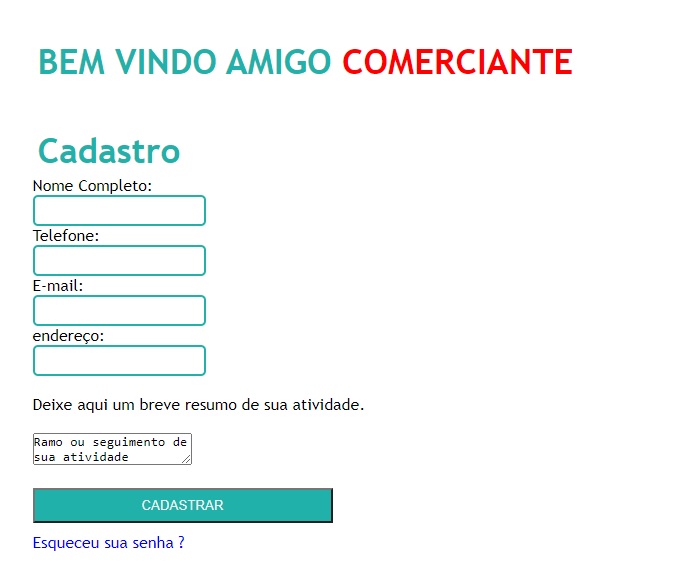 BEM VINDO AMIGO COMERCIANTE
Cadastro
Nome Completo:
Telefone:
E-mail:
endereço:
Deixe aqui um breve resumo de sua atividade.
Ramo ou seguimento de
sua atividade
CADASTRAR
Esqueceu sua senha ?